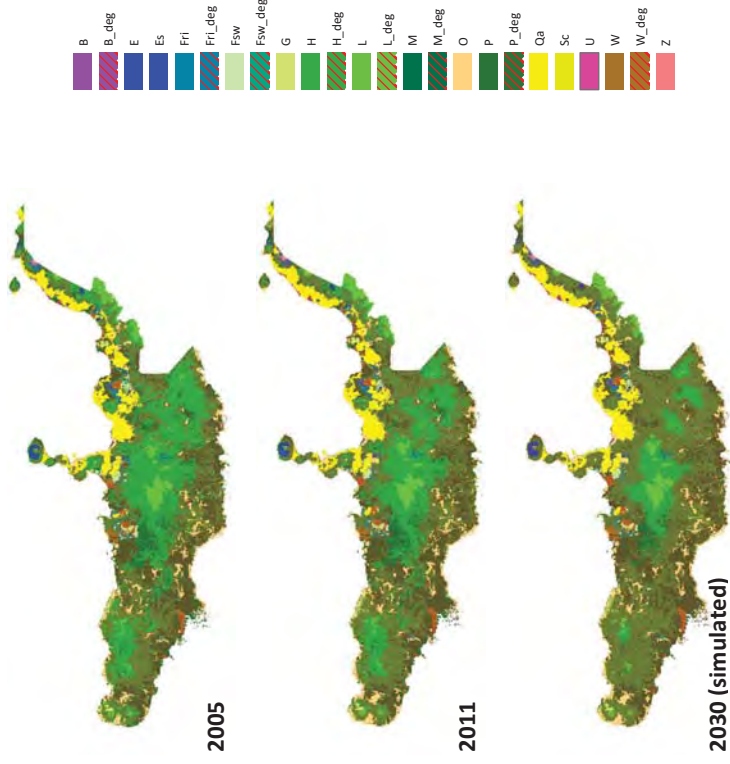 2005
2011
2030 (simulated)
B
B_deg
E
Es
Fri
Fri_deg
Fsw
Fsw_deg
G
H
H_deg
L
L_deg
M
M_deg
O
P
P_deg
Qa
Sc
U
W
W_deg
Z